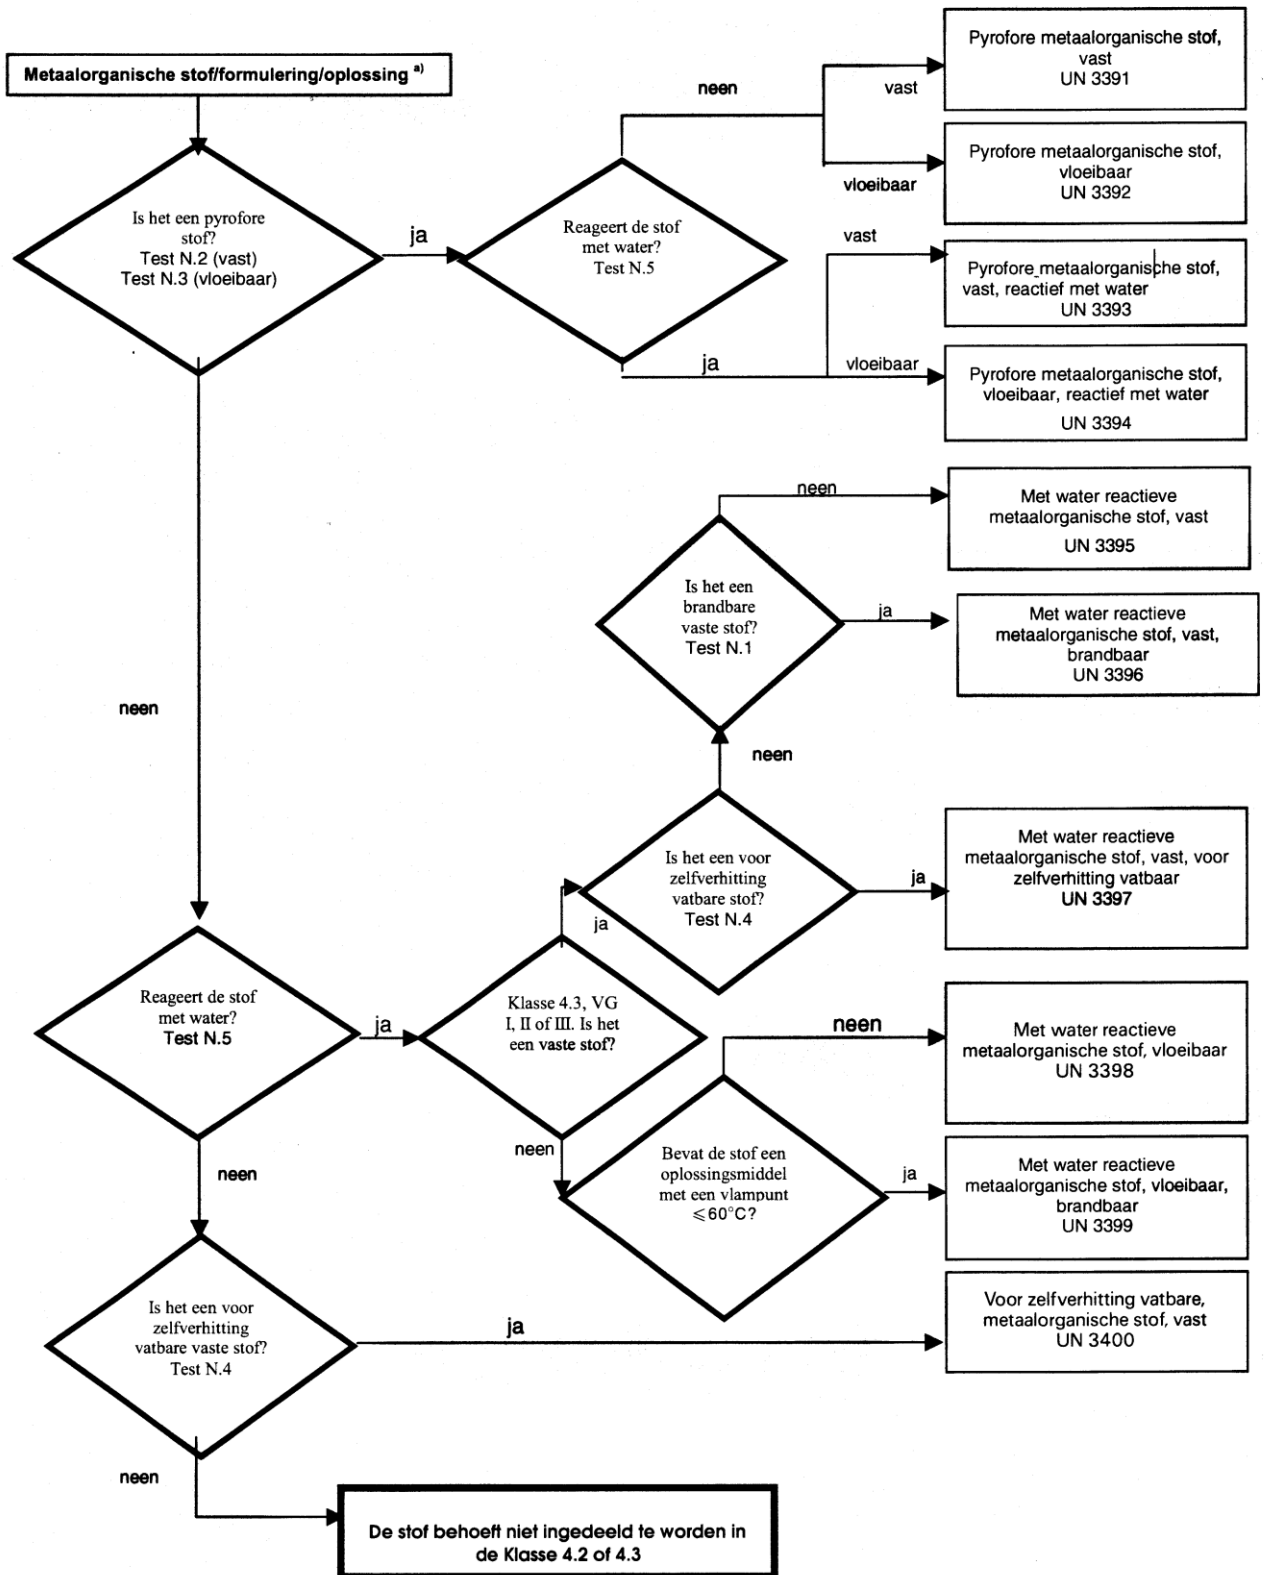 Metaalorganische stof/formulering/oplossing a)
Is het een pyrofore
stof?
Test N.2 (vast)
Test N.3 (vloeibaar)
ja
Reageert de stof
met water?
Test N.5
neen
vast
Pyrofore metaalorganische stof,
vast
UN 3391
vloeibaar
Pyrofore metaalorganische stof,
vloeibaar
UN 3392
vast
Pyrofore metaalorganische stof,
vast, reactief met water
UN 3393
ja
vloeibaar
Pyrofore metaalorganische stof,
vloeibaar, reactief met water
UN 3394
neen
Met water reactieve
metaalorganische stof, vast
UN 3395
Is het een
brandbare
vaste stof?
Test N.1
ja
Met water reactieve
metaalorganische stof, vast,
brandbaar
UN 3396
neen
neen
Is het een voor
zelfverhitting
vatbare stof?
Test N.4
ja
Met water reactieve
metaalorganische stof, vast, voor
zelfverhitting vatbaar
UN 3397
ja
Reageert de stof
met water?
Test N.5
ja
Klasse 4.3, VG
I, II of III. Is het
een vaste stof?
neen
Met water reactieve
metaalorganische stof, vloeibaar
UN 3398
neen
neen
Bevat de stof een
oplossingsmiddel
met een vlampunt
⩽60°C?
ja
Met water reactieve
metaalorganische stof, vloeibaar,
brandbaar
UN 3399
Is het een voor
zelfverhitting
vatbare vaste stof?
Test N.4
ja
Voor zelfverhitting vatbare,
metaalorganische stof, vast
UN 3400
neen
De stof behoeft niet ingedeeld te worden in
de Klasse 4.2 of 4.3